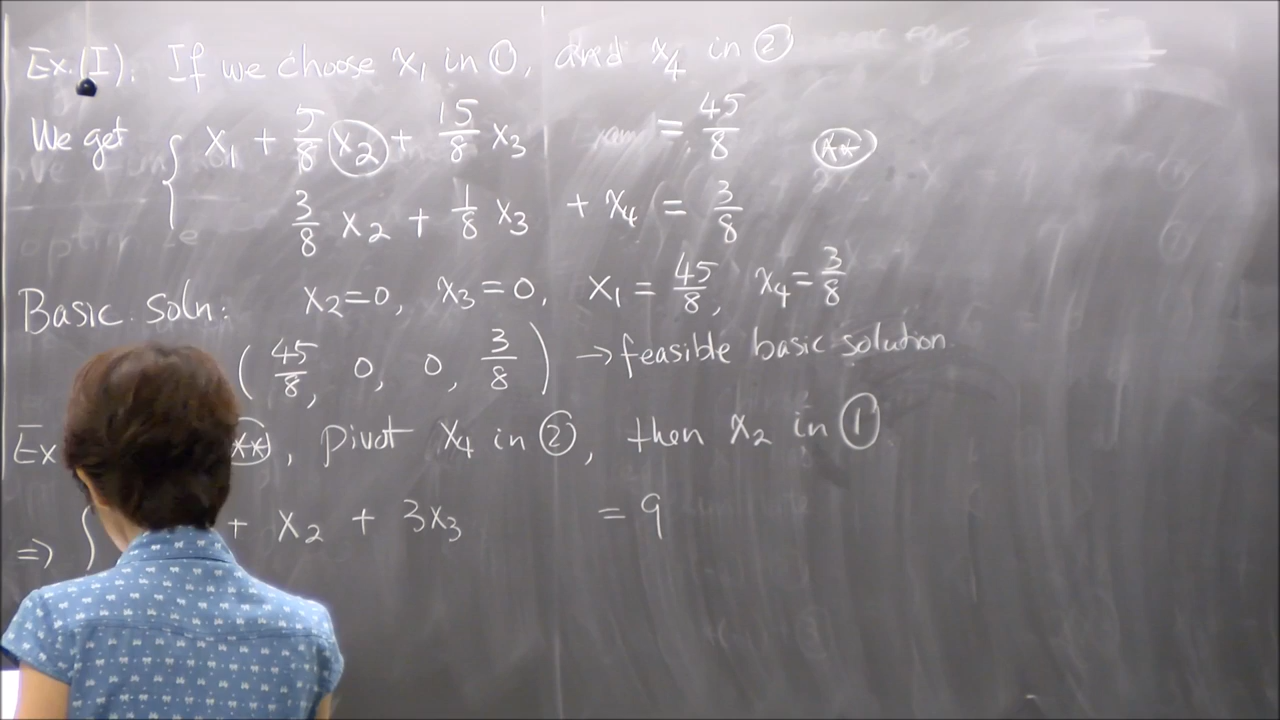 Ex.(I). If we choose x₁ in ①, and x₄ in ②
We get { x₁ + 5/8 x₂ + 15/8 x₃ = 45/8 (**)
3/8 x₂ + 1/8 x₃ + x₄ = 3/8
Basic soln: x₂=0, x₃=0, x₁ = 45/8, x₄ = 3/8
(45/8, 0, 0, 3/8) → feasible basic solution.
Ex (**), pivot x₄ in ②, then x₂ in ①
=> { + x₂ + 3x₃ = 9